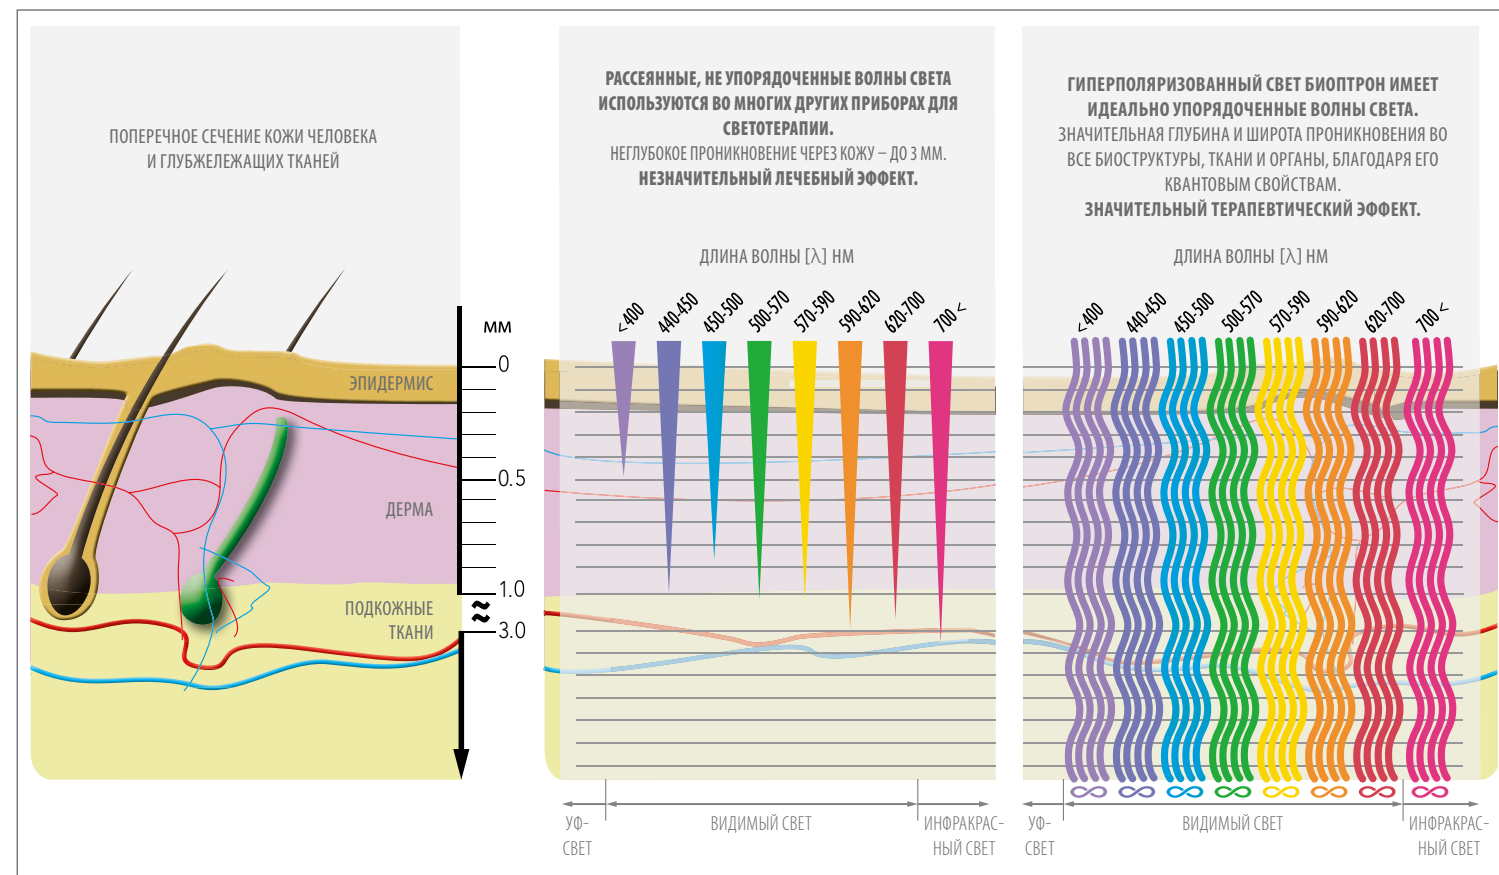 ПОПЕРЕЧНОЕ СЕЧЕНИЕ КОЖИ ЧЕЛОВЕКА
И ГЛУБЖЕЛЕЖАЩИХ ТКАНЕЙ
мм
0
0.5
1.0
3.0
ЭПИДЕРМИС
ДЕРМА
ПОДКОЖНЫЕ
ТКАНИ
РАССЕЯННЫЕ, НЕ УПОРЯДОЧЕННЫЕ ВОЛНЫ СВЕТА
ИСПОЛЬЗУЮТСЯ ВО МНОГИХ ДРУГИХ ПРИБОРАХ ДЛЯ
СВЕТОТЕРАПИИ.
НЕГЛУБОКОЕ ПРОНИКНОВЕНИЕ ЧЕРЕЗ КОЖУ – ДО 3 ММ.
НЕЗНАЧИТЕЛЬНЫЙ ЛЕЧЕБНЫЙ ЭФФЕКТ.
ДЛИНА ВОЛНЫ [λ] НМ
< 400
440-450
450-500
500-570
570-590
590-620
620-700
700 <
УФ-
СВЕТ
ВИДИМЫЙ СВЕТ
ИНФРАКРАС-
НЫЙ СВЕТ
ГИПЕРПОЛЯРИЗОВАННЫЙ СВЕТ БИОПТРОН ИМЕЕТ
ИДЕАЛЬНО УПОРЯДОЧЕННЫЕ ВОЛНЫ СВЕТА.
ЗНАЧИТЕЛЬНАЯ ГЛУБИНА И ШИРОТА ПРОНИКНОВЕНИЯ ВО
ВСЕ БИОСТРУКТУРЫ, ТКАНИ И ОРГАНЫ, БЛАГОДАРЯ ЕГО
КВАНТОВЫМ СВОЙСТВАМ.
ЗНАЧИТЕЛЬНЫЙ ТЕРАПЕВТИЧЕСКИЙ ЭФФЕКТ.
ДЛИНА ВОЛНЫ [λ] НМ
< 400
440-450
450-500
500-570
570-590
590-620
620-700
700 <
∞ ∞ ∞ ∞ ∞ ∞ ∞ ∞
УФ-
СВЕТ
ВИДИМЫЙ СВЕТ
ИНФРАКРАС-
НЫЙ СВЕТ